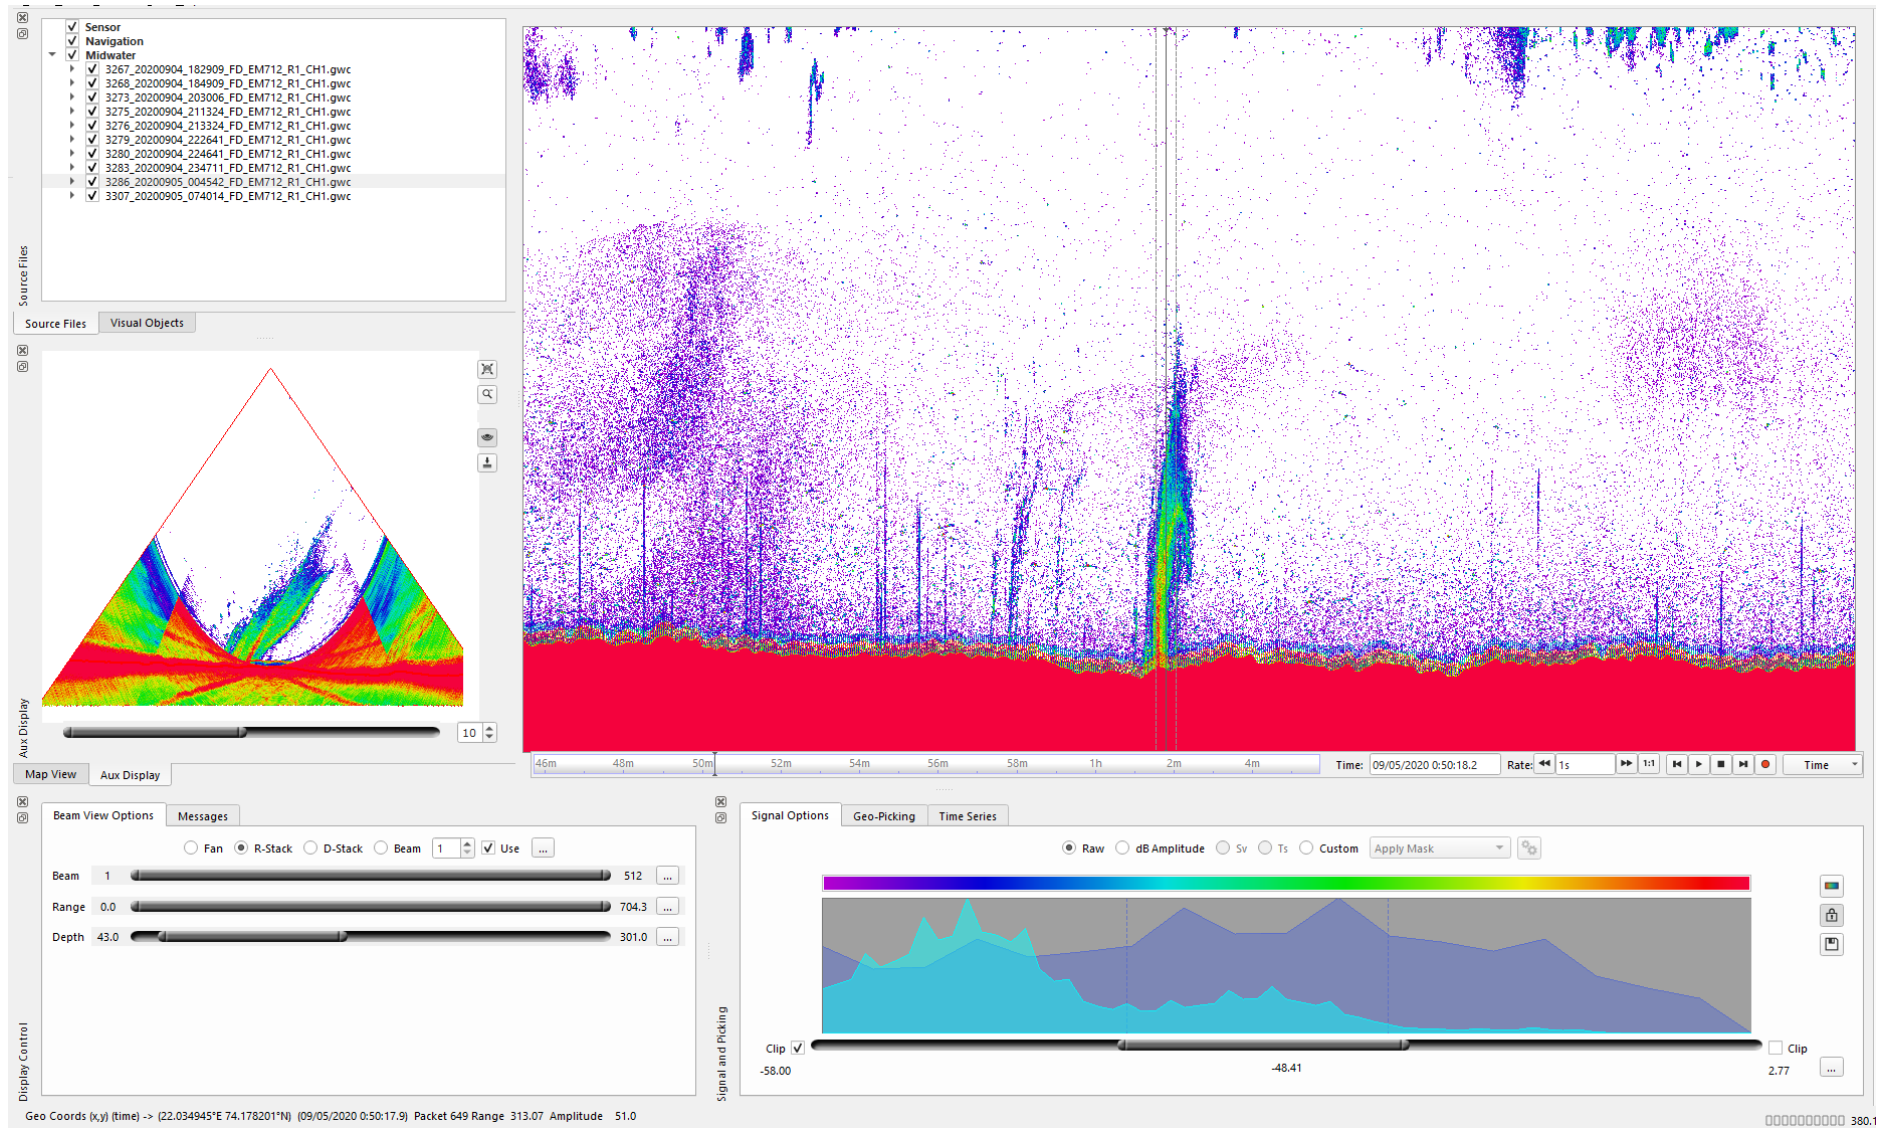 Sensor
Navigation
Midwater
3267_20200904_182909_FD_EM712_R1_CH1.gwc
3268_20200904_184909_FD_EM712_R1_CH1.gwc
3273_20200904_203006_FD_EM712_R1_CH1.gwc
3275_20200904_211324_FD_EM712_R1_CH1.gwc
3276_20200904_213324_FD_EM712_R1_CH1.gwc
3279_20200904_222641_FD_EM712_R1_CH1.gwc
3280_20200904_224641_FD_EM712_R1_CH1.gwc
3283_20200904_234711_FD_EM712_R1_CH1.gwc
3286_20200905_004542_FD_EM712_R1_CH1.gwc
3307_20200905_074014_FD_EM712_R1_CH1.gwc
Source Files
Source Files Visual Objects
Aux Display
10
Map View Aux Display
46m 48m 50m 52m 54m 56m 58m 1h 2m 4m
Time: 09/05/2020 0:50:18.2 Rate: 1s 1:1 Time
Beam View Options Messages
Fan R-Stack D-Stack Beam 1 Use ...
Beam 1 512 ...
Range 0.0 704.3 ...
Depth 43.0 301.0 ...
Display Control
Signal Options Geo-Picking Time Series
Raw dB Amplitude Sv Ts Custom Apply Mask
Signal and Picking
Clip Clip
-58.00 -48.41 2.77 ...
Geo Coords (x,y) (time) -> (22.034945°E 74.178201°N) (09/05/2020 0:50:17.9) Packet 649 Range 313.07 Amplitude 51.0
380.1